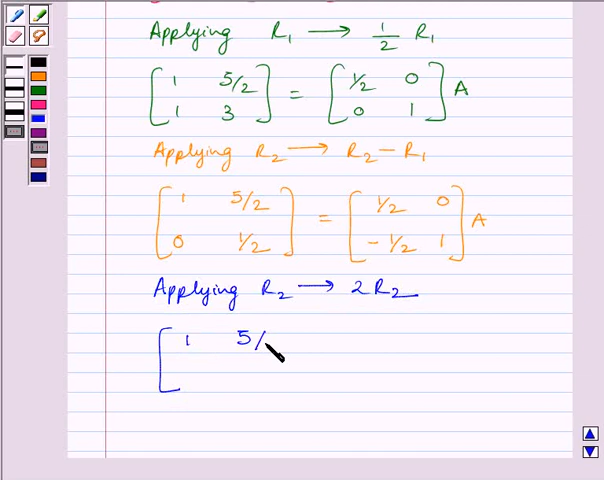 Applying R₁ → 1/2 R₁
[1 5/2
1 3] = [1/2 0
0 1] A
Applying R₂ → R₂ – R₁
[1 5/2
0 1/2] = [1/2 0
– 1/2 1] A
Applying R₂ → 2R₂
[1 5/